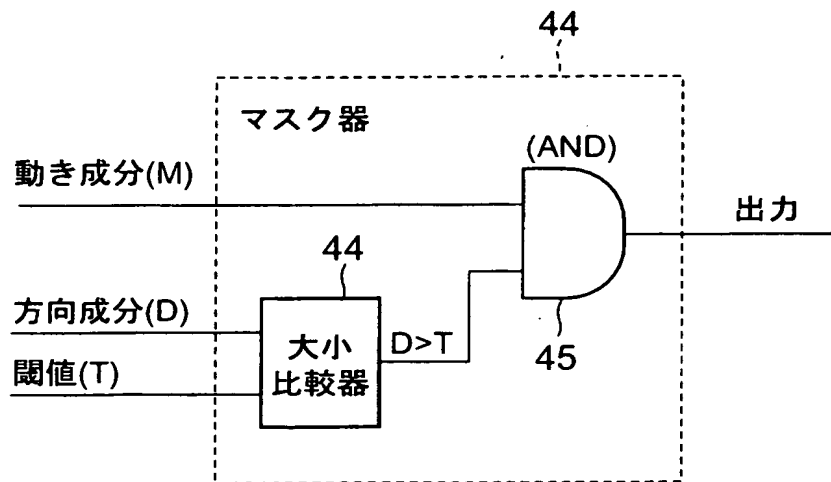 44
マスク器
(AND)
動き成分(M)
出力
44
方向成分(D)
大小
比較器
D>T
閾値(T)
45